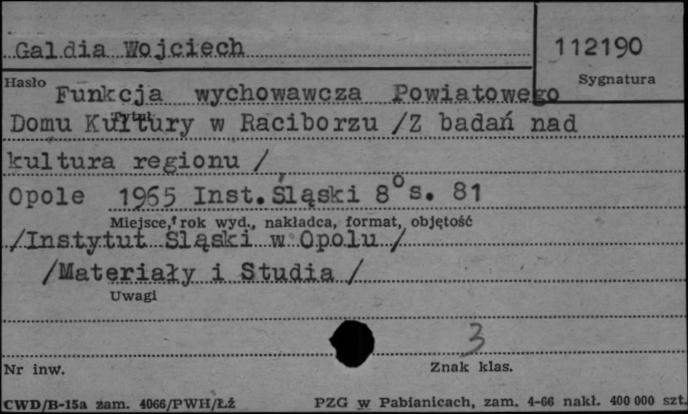 Galdia Wojciech
112190
Hasło
Sygnatura
Funkcja wychowawcza Powiatowego
Tytuł
Domu Kultury w Raciborzu /Z badań nad
kultura regionu /
Opole 1965 Inst.Śląski 8° s. 81
Miejsce, rok wyd., nakładca, format, objętość
/Instytut Śląski w Opolu /
/Materiały i Studia /
Uwagi
3
Nr inw.
Znak klas.
CWD/B-15a zam. 4066/PWH/Łż
PZG w Pabianicach, zam. 4-66 nakł. 400 000 szt.